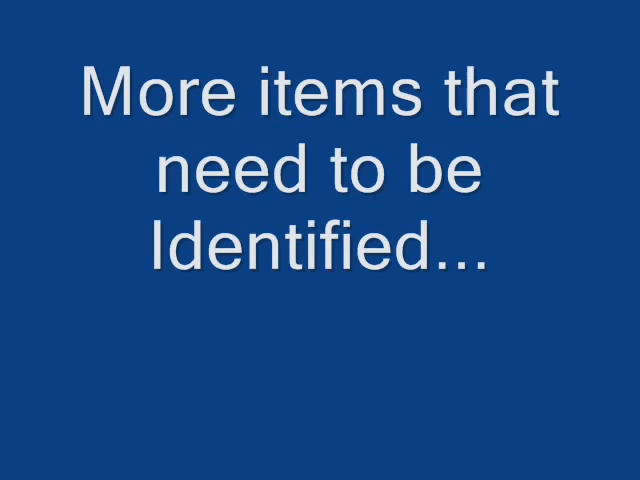 More items that
need to be
Identified...